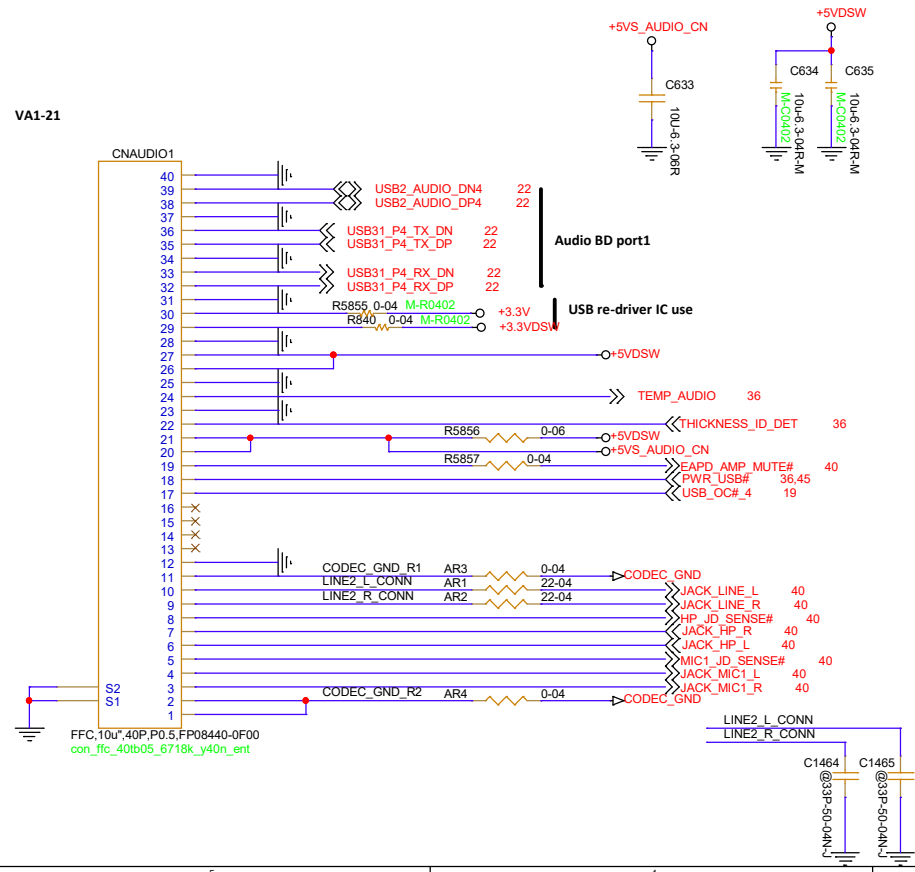 +5VS_AUDIO_CN
+5VDSW
C633
10U-6.3-06R
C634
10u-6.3-04R-M
M-C0402
C635
10u-6.3-04R-M
M-C0402
VA1-21
CNAUDIO1
40
39 USB2_AUDIO_DN4 22
38 USB2_AUDIO_DP4 22
37
36 USB31_P4_TX_DN 22
35 USB31_P4_TX_DP 22
Audio BD port1
34
33 USB31_P4_RX_DN 22
32 USB31_P4_RX_DP 22
31
30 R5855 0-04 M-R0402 +3.3V
USB re-driver IC use
29 R840 0-04 M-R0402 +3.3VDSW
28
27 +5VDSW
26
25
24 TEMP_AUDIO 36
23
22 THICKNESS_ID_DET 36
21 R5856 0-06 +5VDSW
20 +5VS_AUDIO_CN
19 R5857 0-04 EAPD_AMP_MUTE# 40
18 PWR_USB# 36,45
17 USB_OC#_4 19
16
15
14
13
12
11 CODEC_GND_R1 AR3 0-04 CODEC_GND
10 LINE2_L_CONN AR1 22-04 JACK_LINE_L 40
9 LINE2_R_CONN AR2 22-04 JACK_LINE_R 40
8 HP_JD_SENSE# 40
7 JACK_HP_R 40
6 JACK_HP_L 40
5 MIC1_JD_SENSE# 40
4 JACK_MIC1_L 40
3 JACK_MIC1_R 40
S2
S1
2 CODEC_GND_R2 AR4 0-04 CODEC_GND
1
FFC,10u",40P,P0.5,FP08440-0F00
con_ffc_40tb05_6718k_y40n_ent
LINE2_L_CONN
LINE2_R_CONN
C1464
@33P-50-04N-J
C1465
@33P-50-04N-J